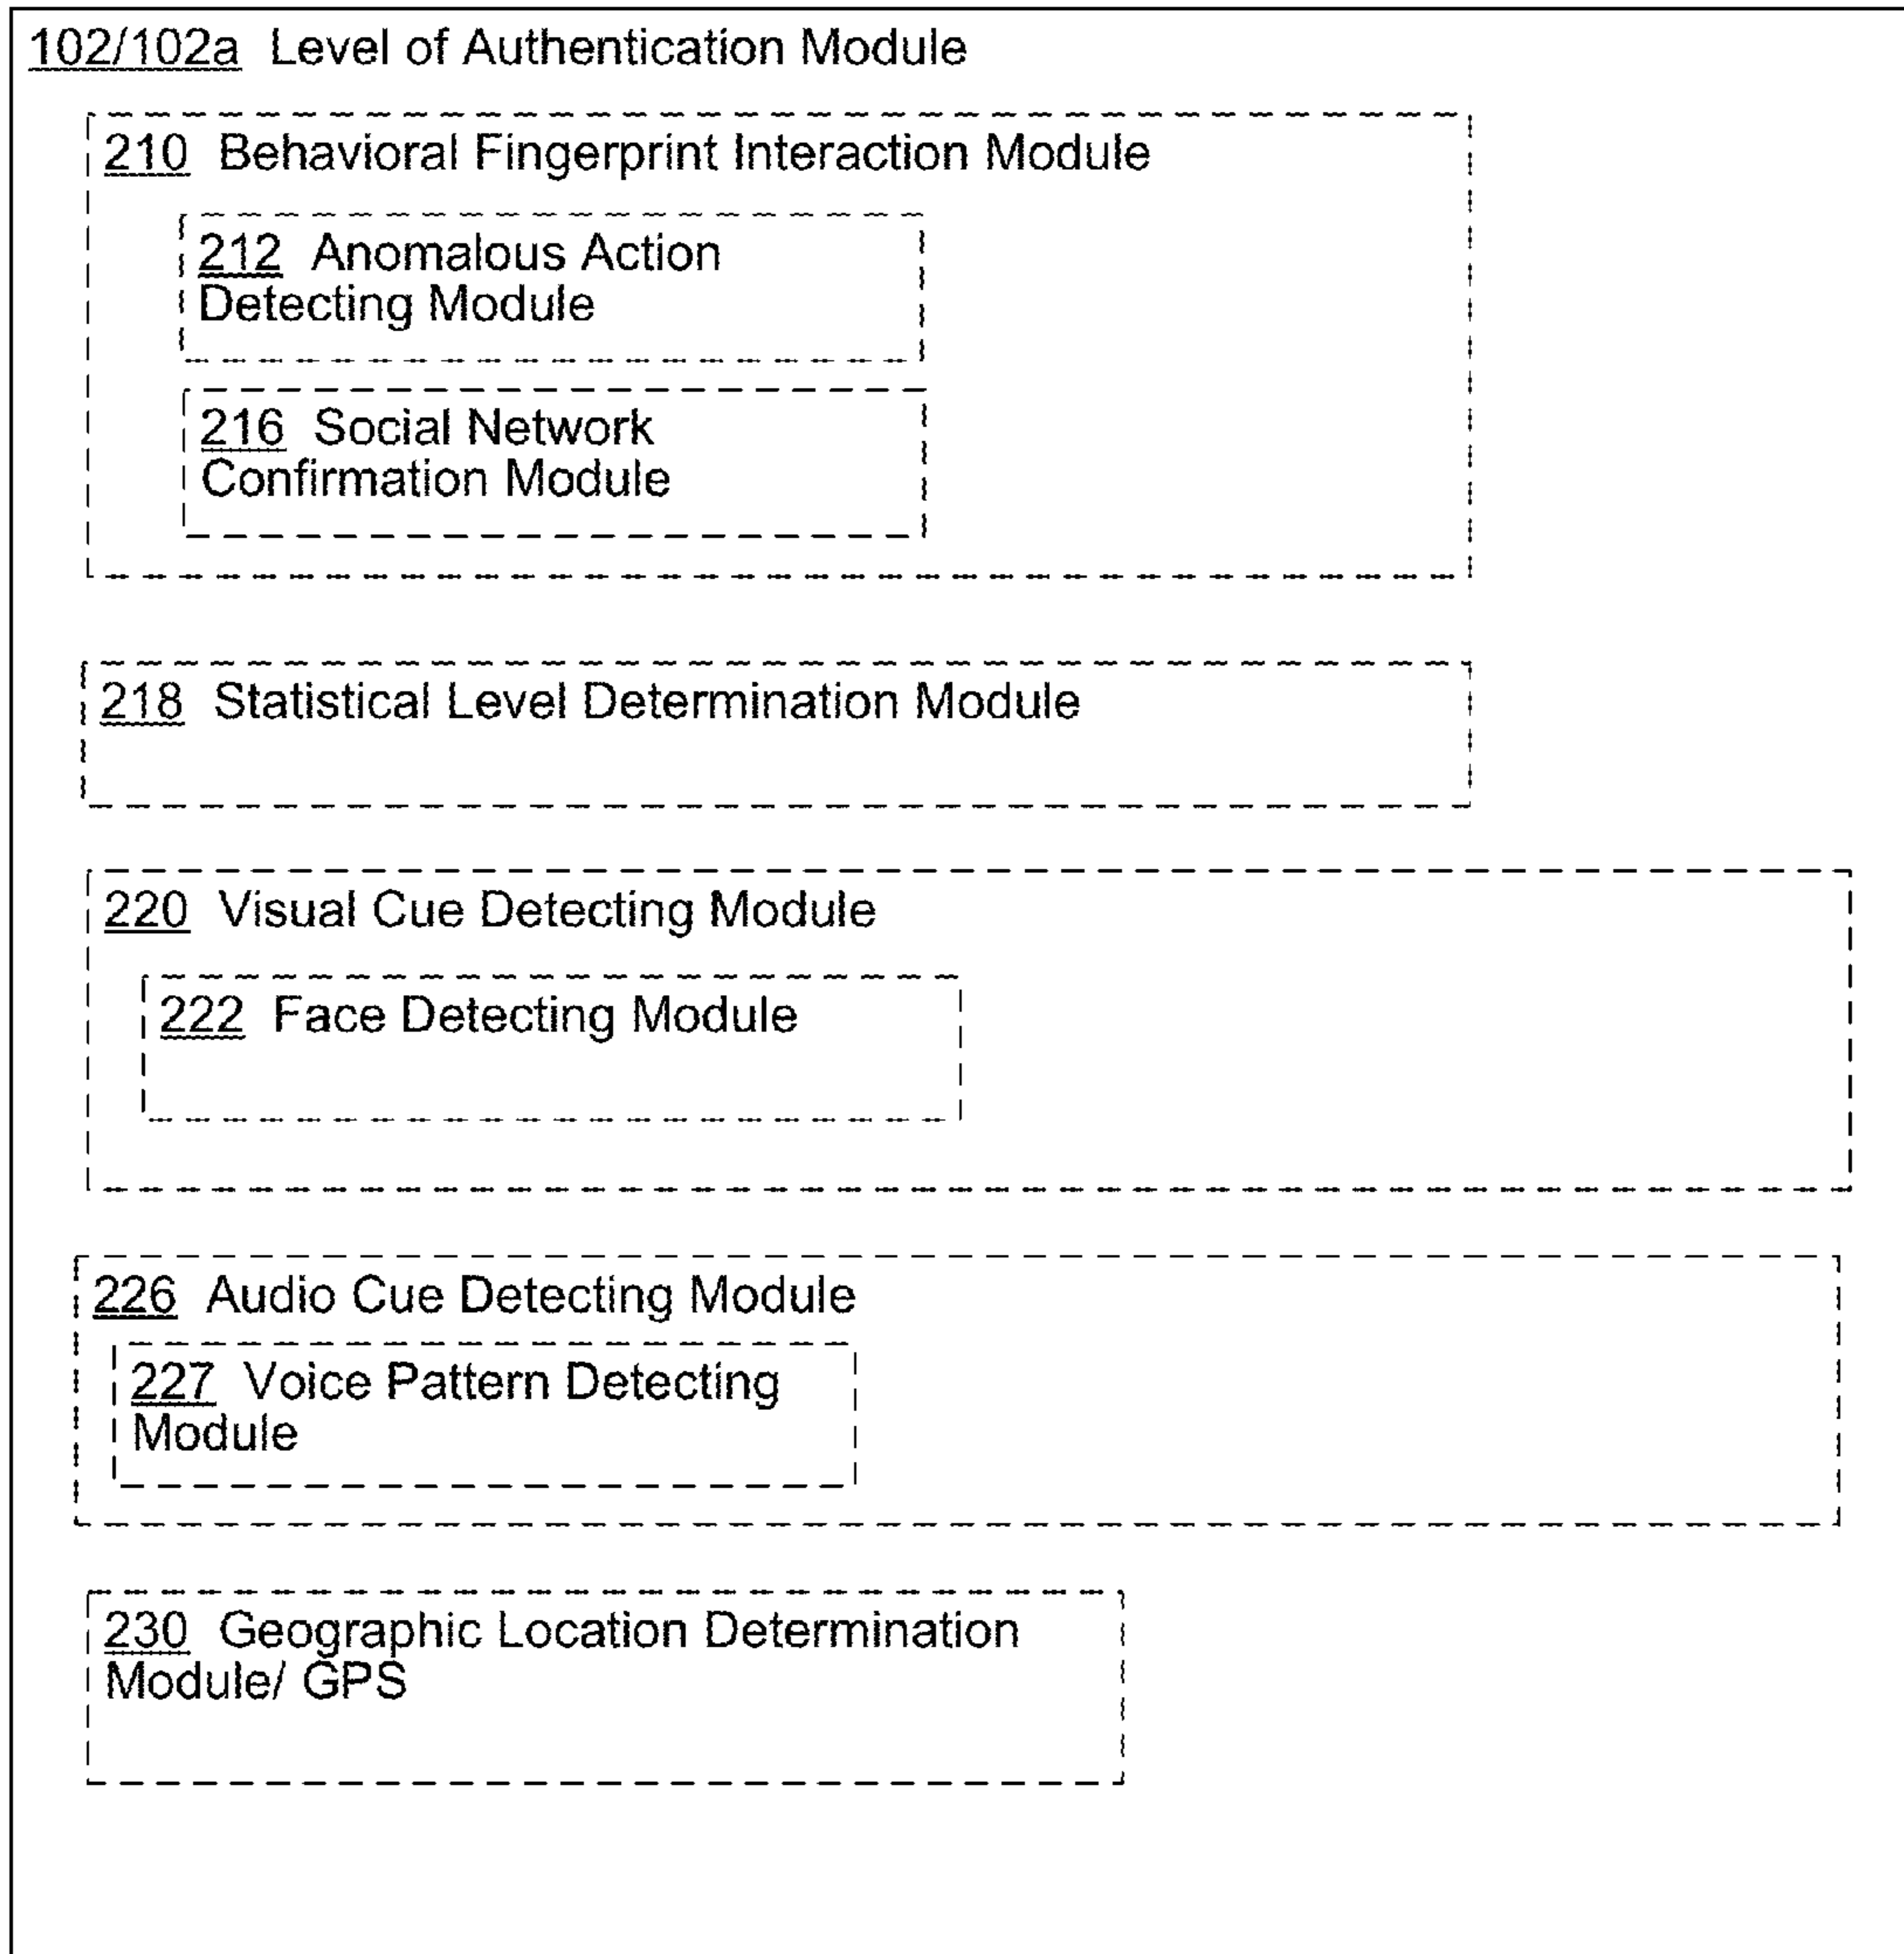 102/102a Level of Authentication Module
210 Behavioral Fingerprint Interaction Module
212 Anomalous Action
Detecting Module
216 Social Network
Confirmation Module
218 Statistical Level Determination Module
220 Visual Cue Detecting Module
222 Face Detecting Module
226 Audio Cue Detecting Module
227 Voice Pattern Detecting
Module
230 Geographic Location Determination
Module/ GPS